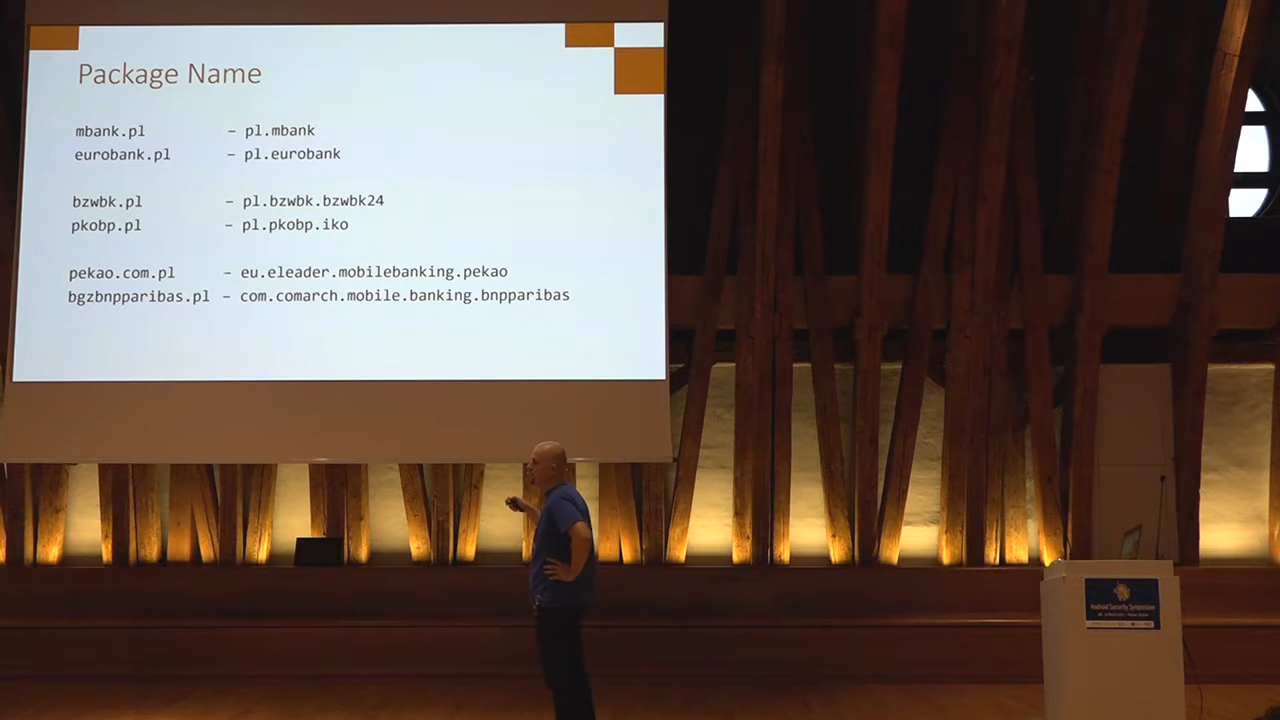 Package Name
mbank.pl – pl.mbank
eurobank.pl – pl.eurobank
bzwbk.pl – pl.bzwbk.bzwbk24
pkobp.pl – pl.pkobp.iko
pekao.com.pl – eu.eleader.mobilebanking.pekao
bgzbnpparibas.pl – com.comarch.mobile.banking.bnpparibas
Android Security Symposium